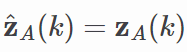 ẑ_A(k) = z_A(k)